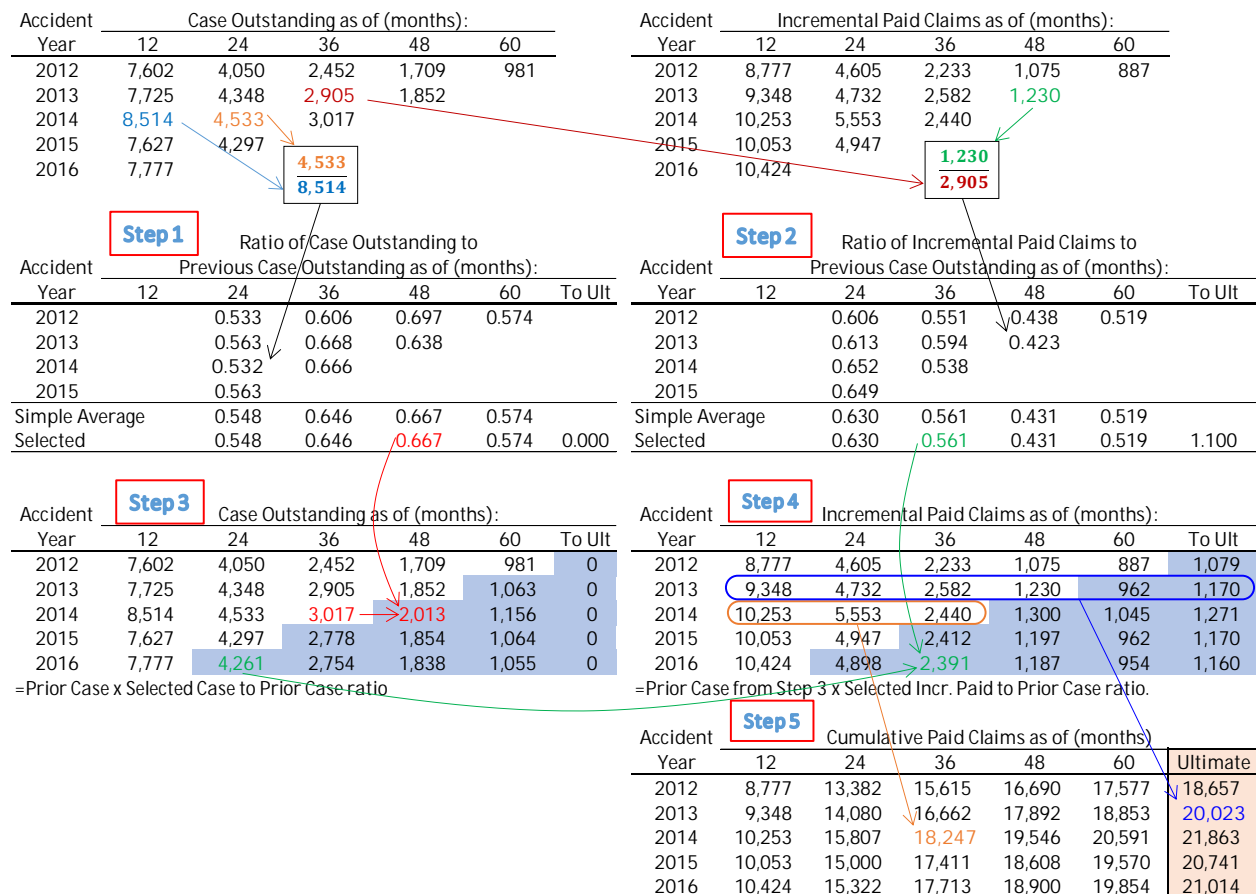 Accident Case Outstanding as of (months):
Year 12 24 36 48 60
2012 7,602 4,050 2,452 1,709 981
2013 7,725 4,348 2,905 1,852
2014 8,514 4,533 3,017
2015 7,627 4,297
2016 7,777
4,533
8,514
Accident Incremental Paid Claims as of (months):
Year 12 24 36 48 60
2012 8,777 4,605 2,233 1,075 887
2013 9,348 4,732 2,582 1,230
2014 10,253 5,553 2,440
2015 10,053 4,947
2016 10,424
1,230
2,905
Step 1
Ratio of Case Outstanding to
Accident Previous Case Outstanding as of (months):
Year 12 24 36 48 60 To Ult
2012 0.533 0.606 0.697 0.574
2013 0.563 0.668 0.638
2014 0.532 0.666
2015 0.563
Simple Average 0.548 0.646 0.667 0.574
Selected 0.548 0.646 0.667 0.574 0.000
Step 2
Ratio of Incremental Paid Claims to
Accident Previous Case Outstanding as of (months):
Year 12 24 36 48 60 To Ult
2012 0.606 0.551 0.438 0.519
2013 0.613 0.594 0.423
2014 0.652 0.538
2015 0.649
Simple Average 0.630 0.561 0.431 0.519
Selected 0.630 0.561 0.431 0.519 1.100
Step 3
Accident Case Outstanding as of (months):
Year 12 24 36 48 60 To Ult
2012 7,602 4,050 2,452 1,709 981 0
2013 7,725 4,348 2,905 1,852 1,063 0
2014 8,514 4,533 3,017 2,013 1,156 0
2015 7,627 4,297 2,778 1,854 1,064 0
2016 7,777 4,261 2,754 1,838 1,055 0
=Prior Case x Selected Case to Prior Case ratio
Step 4
Accident Incremental Paid Claims as of (months):
Year 12 24 36 48 60 To Ult
2012 8,777 4,605 2,233 1,075 887 1,079
2013 9,348 4,732 2,582 1,230 962 1,170
2014 10,253 5,553 2,440 1,300 1,045 1,271
2015 10,053 4,947 2,412 1,197 962 1,170
2016 10,424 4,898 2,391 1,187 954 1,160
=Prior Case from Step 3 x Selected Incr. Paid to Prior Case ratio.
Step 5
Accident Cumulative Paid Claims as of (months)
Year 12 24 36 48 60 Ultimate
2012 8,777 13,382 15,615 16,690 17,577 18,657
2013 9,348 14,080 16,662 17,892 18,853 20,023
2014 10,253 15,807 18,247 19,546 20,591 21,863
2015 10,053 15,000 17,411 18,608 19,570 20,741
2016 10,424 15,322 17,713 18,900 19,854 21,014